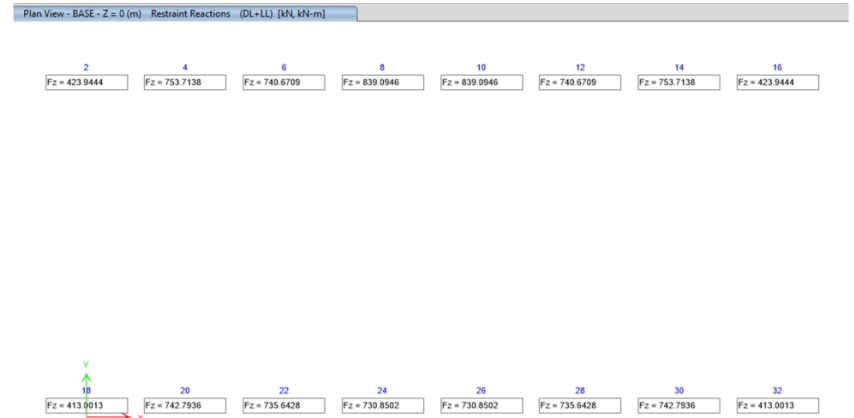 Plan View - BASE - Z = 0 (m) Restraint Reactions (DL+LL) [kN, kN-m]
2 4 6 8 10 12 14 16
Fz = 423.9444 Fz = 753.7138 Fz = 740.6709 Fz = 839.0946 Fz = 839.0946 Fz = 740.6709 Fz = 753.7138 Fz = 423.9444
Y
18 20 22 24 26 28 30 32
Fz = 413.0013 Fz = 742.7936 Fz = 735.6428 Fz = 730.8502 Fz = 730.8502 Fz = 735.6428 Fz = 742.7936 Fz = 413.0013
X